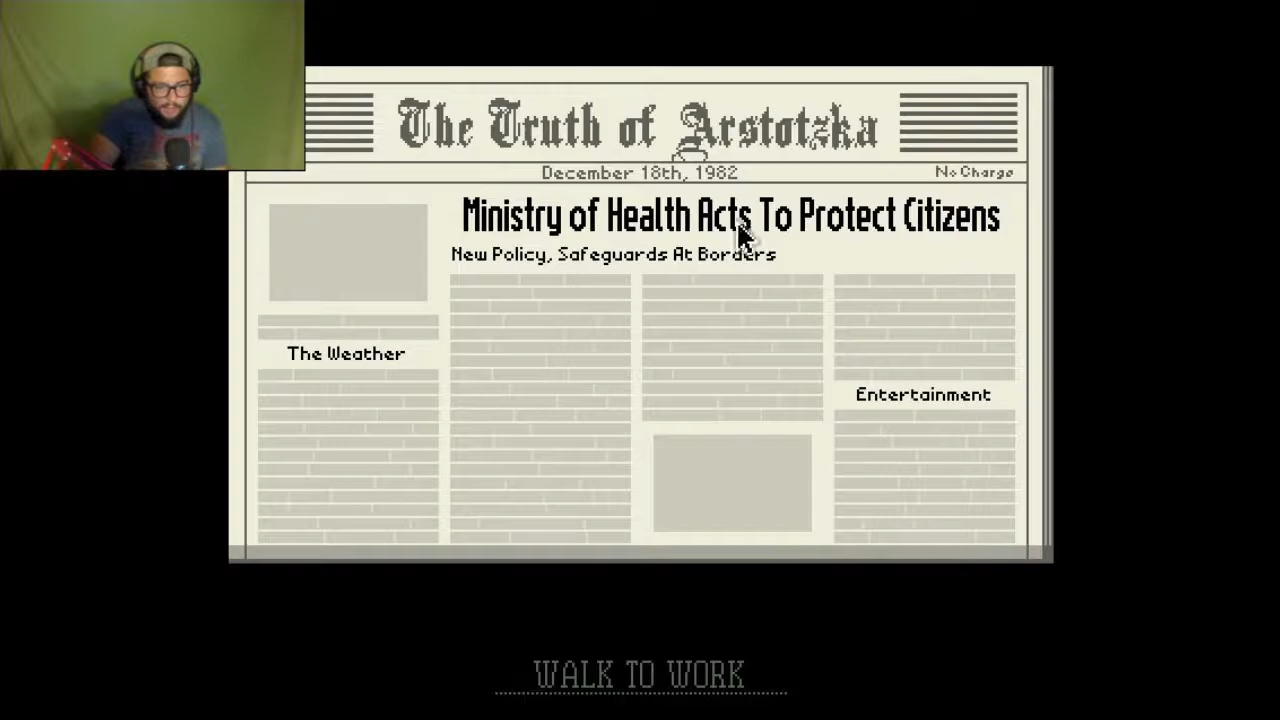 The Truth of Arstotzka
December 18th, 1982
No Charge
Ministry of Health Acts To Protect Citizens
New Policy, Safeguards At Borders
The Weather
Entertainment
WALK TO WORK